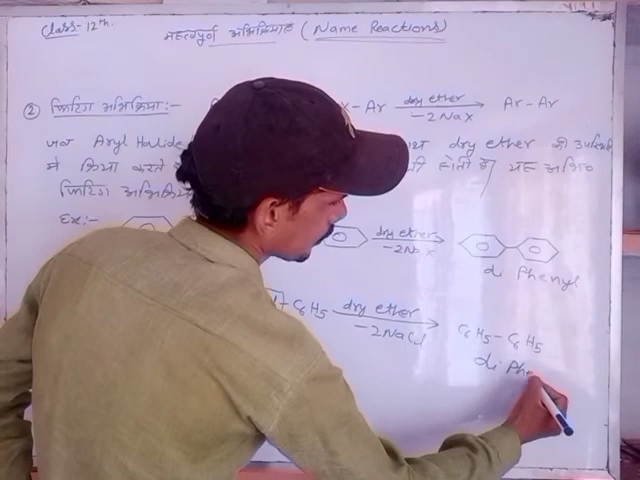 Class- 12th.
महत्वपूर्ण अभिक्रियाऐं (Name Reactions)
② फिटिग अभिक्रिया:- X-Ar dry ether -2NaX Ar-Ar
जब Aryl Halide dry ether की
मे क्रिया करते होती है यह अभि०
फिटिग अभिक्रिया
Ex:- dry ether -2NaX
di Phenyl
C6H5 dry ether -2NaCl C6H5-C6H5
di Phe